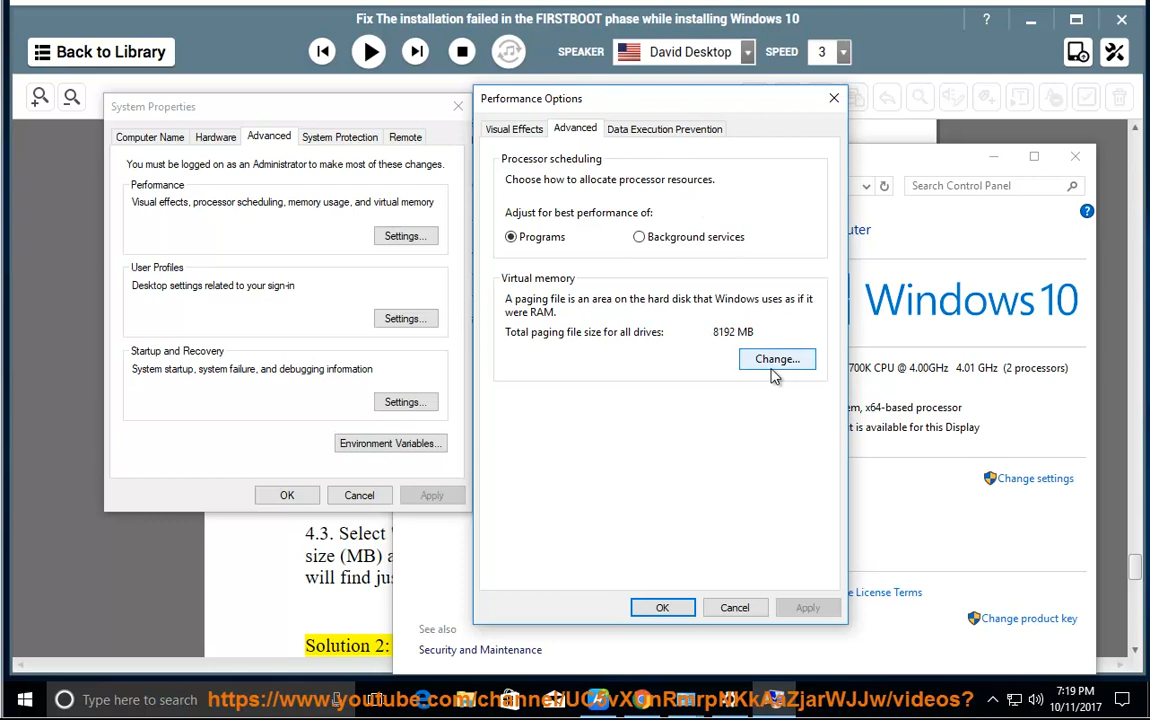 Fix The installation failed in the FIRSTBOOT phase while installing Windows 10
Back to Library
SPEAKER
David Desktop
SPEED
3
System Properties
Computer Name
Hardware
Advanced
System Protection
Remote
You must be logged on as an Administrator to make most of these changes.
Performance
Visual effects, processor scheduling, memory usage, and virtual memory
Settings...
User Profiles
Desktop settings related to your sign-in
Settings...
Startup and Recovery
System startup, system failure, and debugging information
Settings...
Environment Variables...
OK
Cancel
Apply
Performance Options
Visual Effects
Advanced
Data Execution Prevention
Processor scheduling
Choose how to allocate processor resources.
Adjust for best performance of:
Programs
Background services
Virtual memory
A paging file is an area on the hard disk that Windows uses as if it
were RAM.
Total paging file size for all drives: 8192 MB
Change...
OK
Cancel
Apply
Search Control Panel
uter
Windows 10
700K CPU @ 4.00GHz 4.01 GHz (2 processors)
em, x64-based processor
t is available for this Display
Change settings
e License Terms
Change product key
4.3. Select
size (MB) a
will find jus
Solution 2:
See also
Security and Maintenance
Type here to search
7:19 PM
10/11/2017